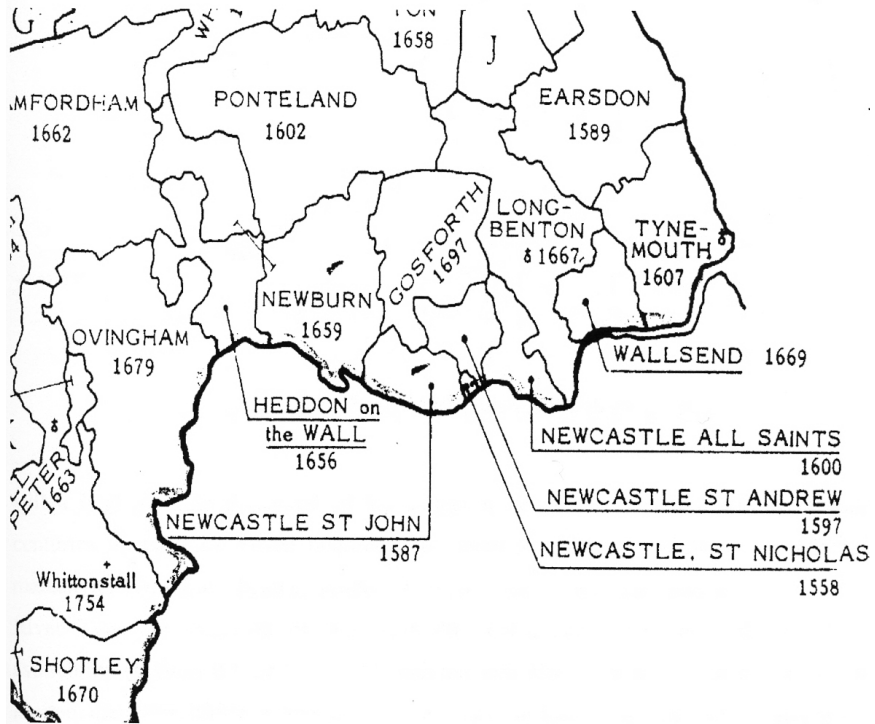 G
1658
J
AMFORDHAM
1662
PONTELAND
1602
EARSDON
1589
LONG-
BENTON
1667
TYNE-
MOUTH
1607
GOSFORTH
1697
NEWBURN
1659
OVINGHAM
1679
WALLSEND 1669
HEDDON on
the WALL
1656
NEWCASTLE ALL SAINTS
1600
NEWCASTLE ST ANDREW
1597
NEWCASTLE ST JOHN
1587
NEWCASTLE, ST NICHOLAS
1558
PETER
1663
Whittonstall
1754
SHOTLEY
1670